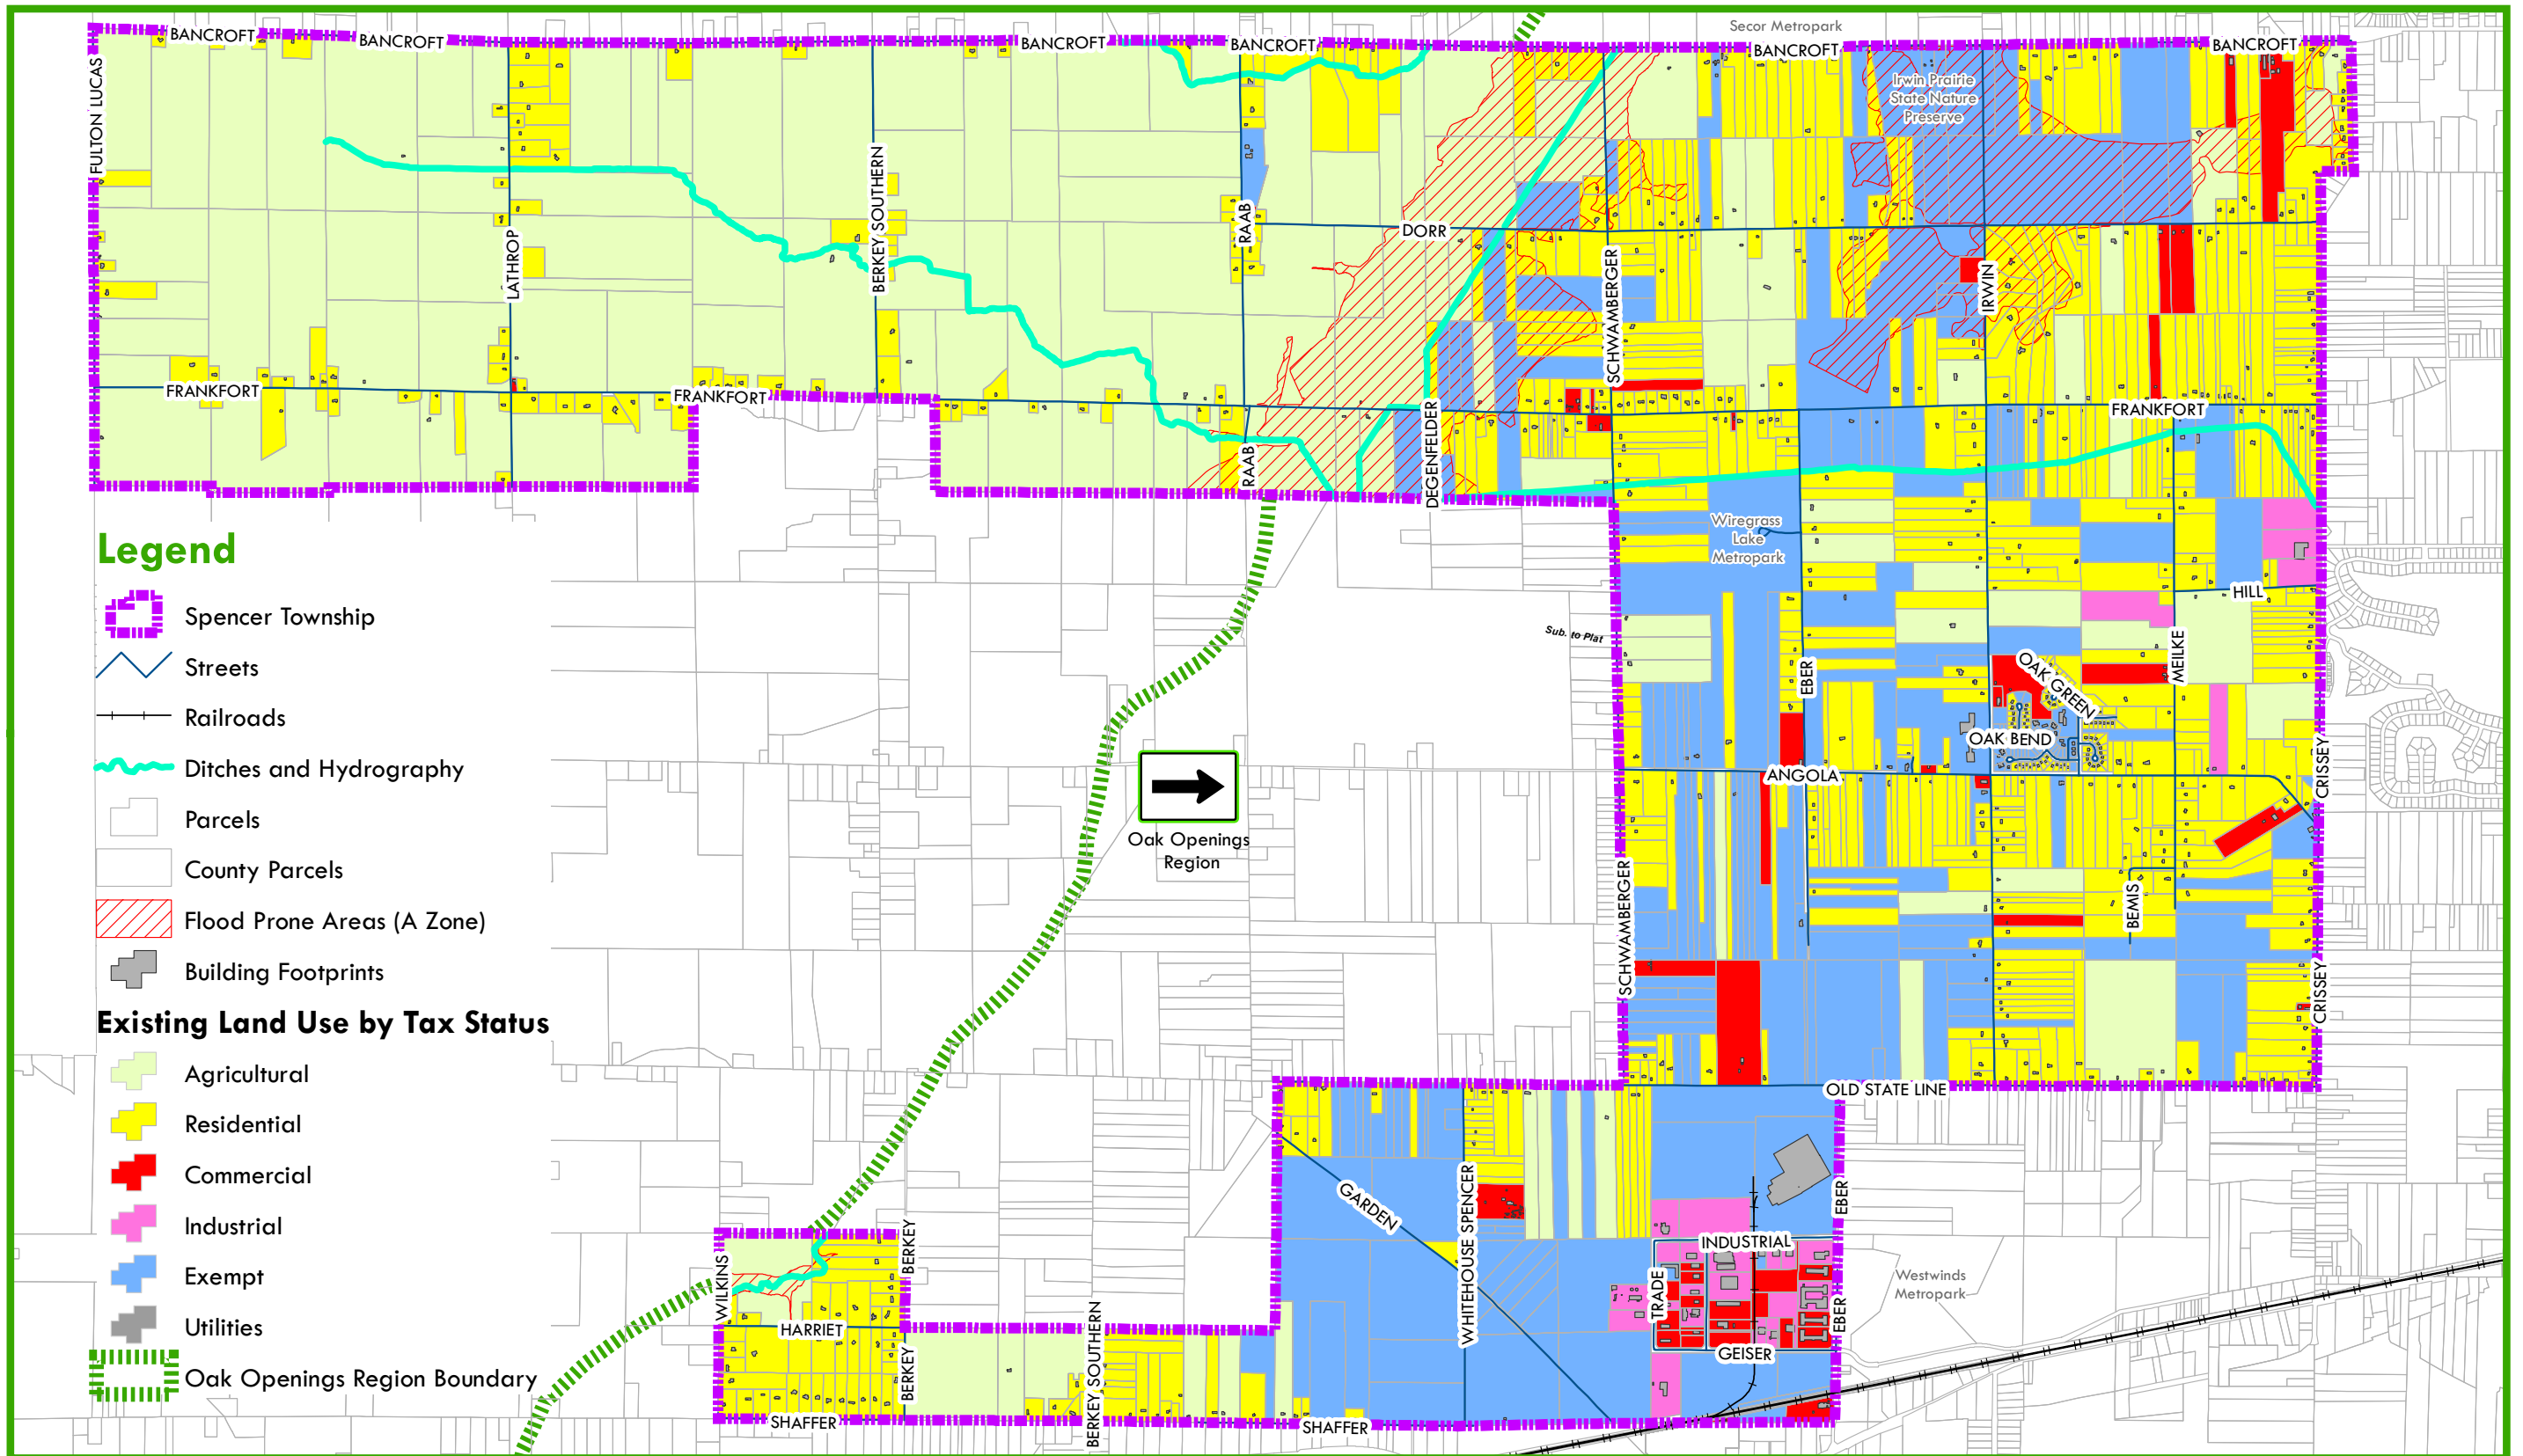 Secor Metropark
BANCROFT
BANCROFT
BANCROFT
BANCROFT
BANCROFT
BANCROFT
FULTON LUCAS
Irwin Prairie
State Nature
Preserve
LATHROP
BERKEY SOUTHERN
RAAB
DORR
SCHWAMBERGER
IRWIN
FRANKFORT
FRANKFORT
FRANKFORT
RAAB
DEGENFELDER
Wiregrass
Lake
Metropark
HILL
Sub. to Plat
EBER
MEILKE
OAK GREEN
OAK BEND
ANGOLA
CRISSEY
Oak Openings
Region
SCHWAMBERGER
BEMIS
CRISSEY
OLD STATE LINE
GARDEN
WHITEHOUSE SPENCER
EBER
INDUSTRIAL
TRADE
EBER
GEISER
Westwinds
Metropark
WILKINS
BERKEY
HARRIET
BERKEY
BERKEY SOUTHERN
SHAFFER
SHAFFER
Legend
Spencer Township
Streets
Railroads
Ditches and Hydrography
Parcels
County Parcels
Flood Prone Areas (A Zone)
Building Footprints
Existing Land Use by Tax Status
Agricultural
Residential
Commercial
Industrial
Exempt
Utilities
Oak Openings Region Boundary